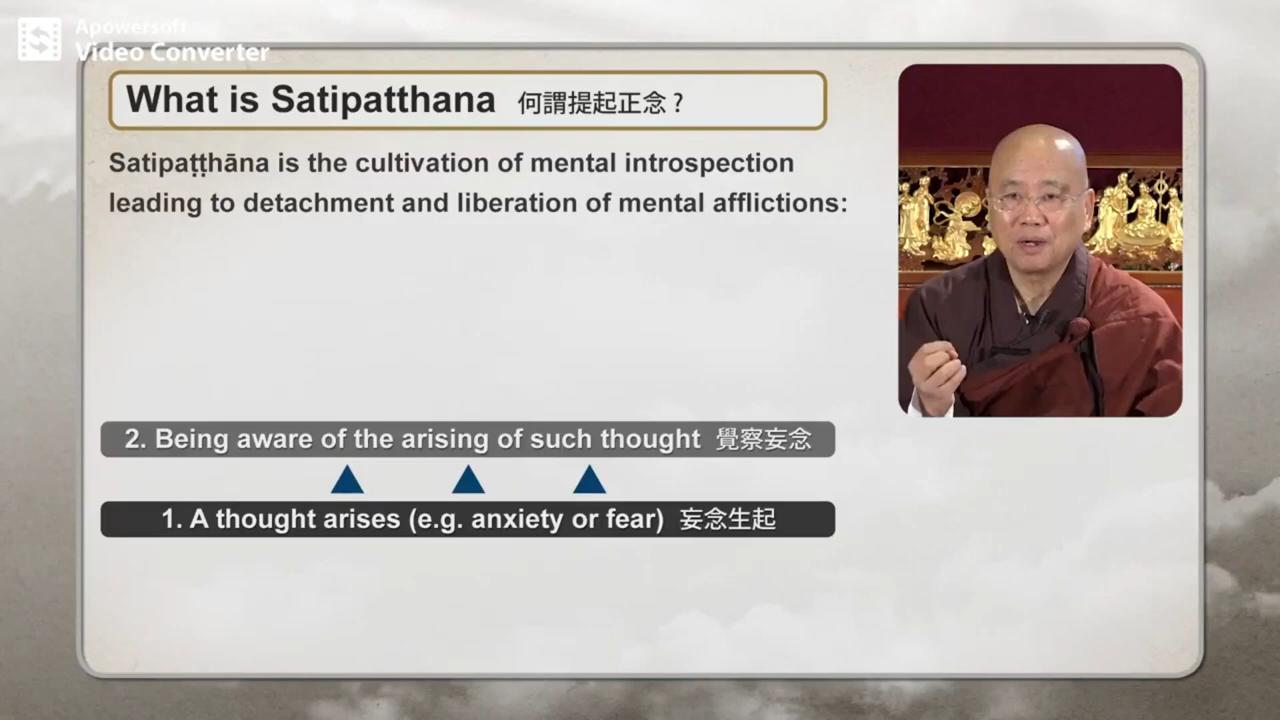 Apowersoft
Video Converter
What is Satipatthana 何謂提起正念？
Satipaṭṭhāna is the cultivation of mental introspection
leading to detachment and liberation of mental afflictions:
2. Being aware of the arising of such thought 覺察妄念
1. A thought arises (e.g. anxiety or fear) 妄念生起